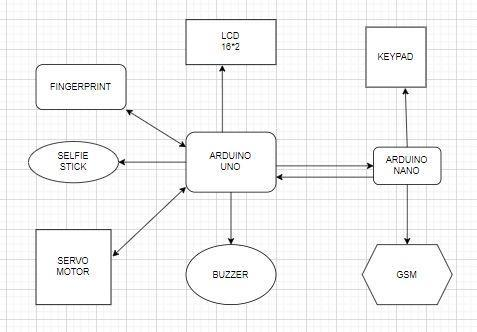 LCD
16*2
KEYPAD
FINGERPRINT
SELFIE
STICK
ARDUINO
UNO
ARDUINO
NANO
SERVO
MOTOR
BUZZER
GSM